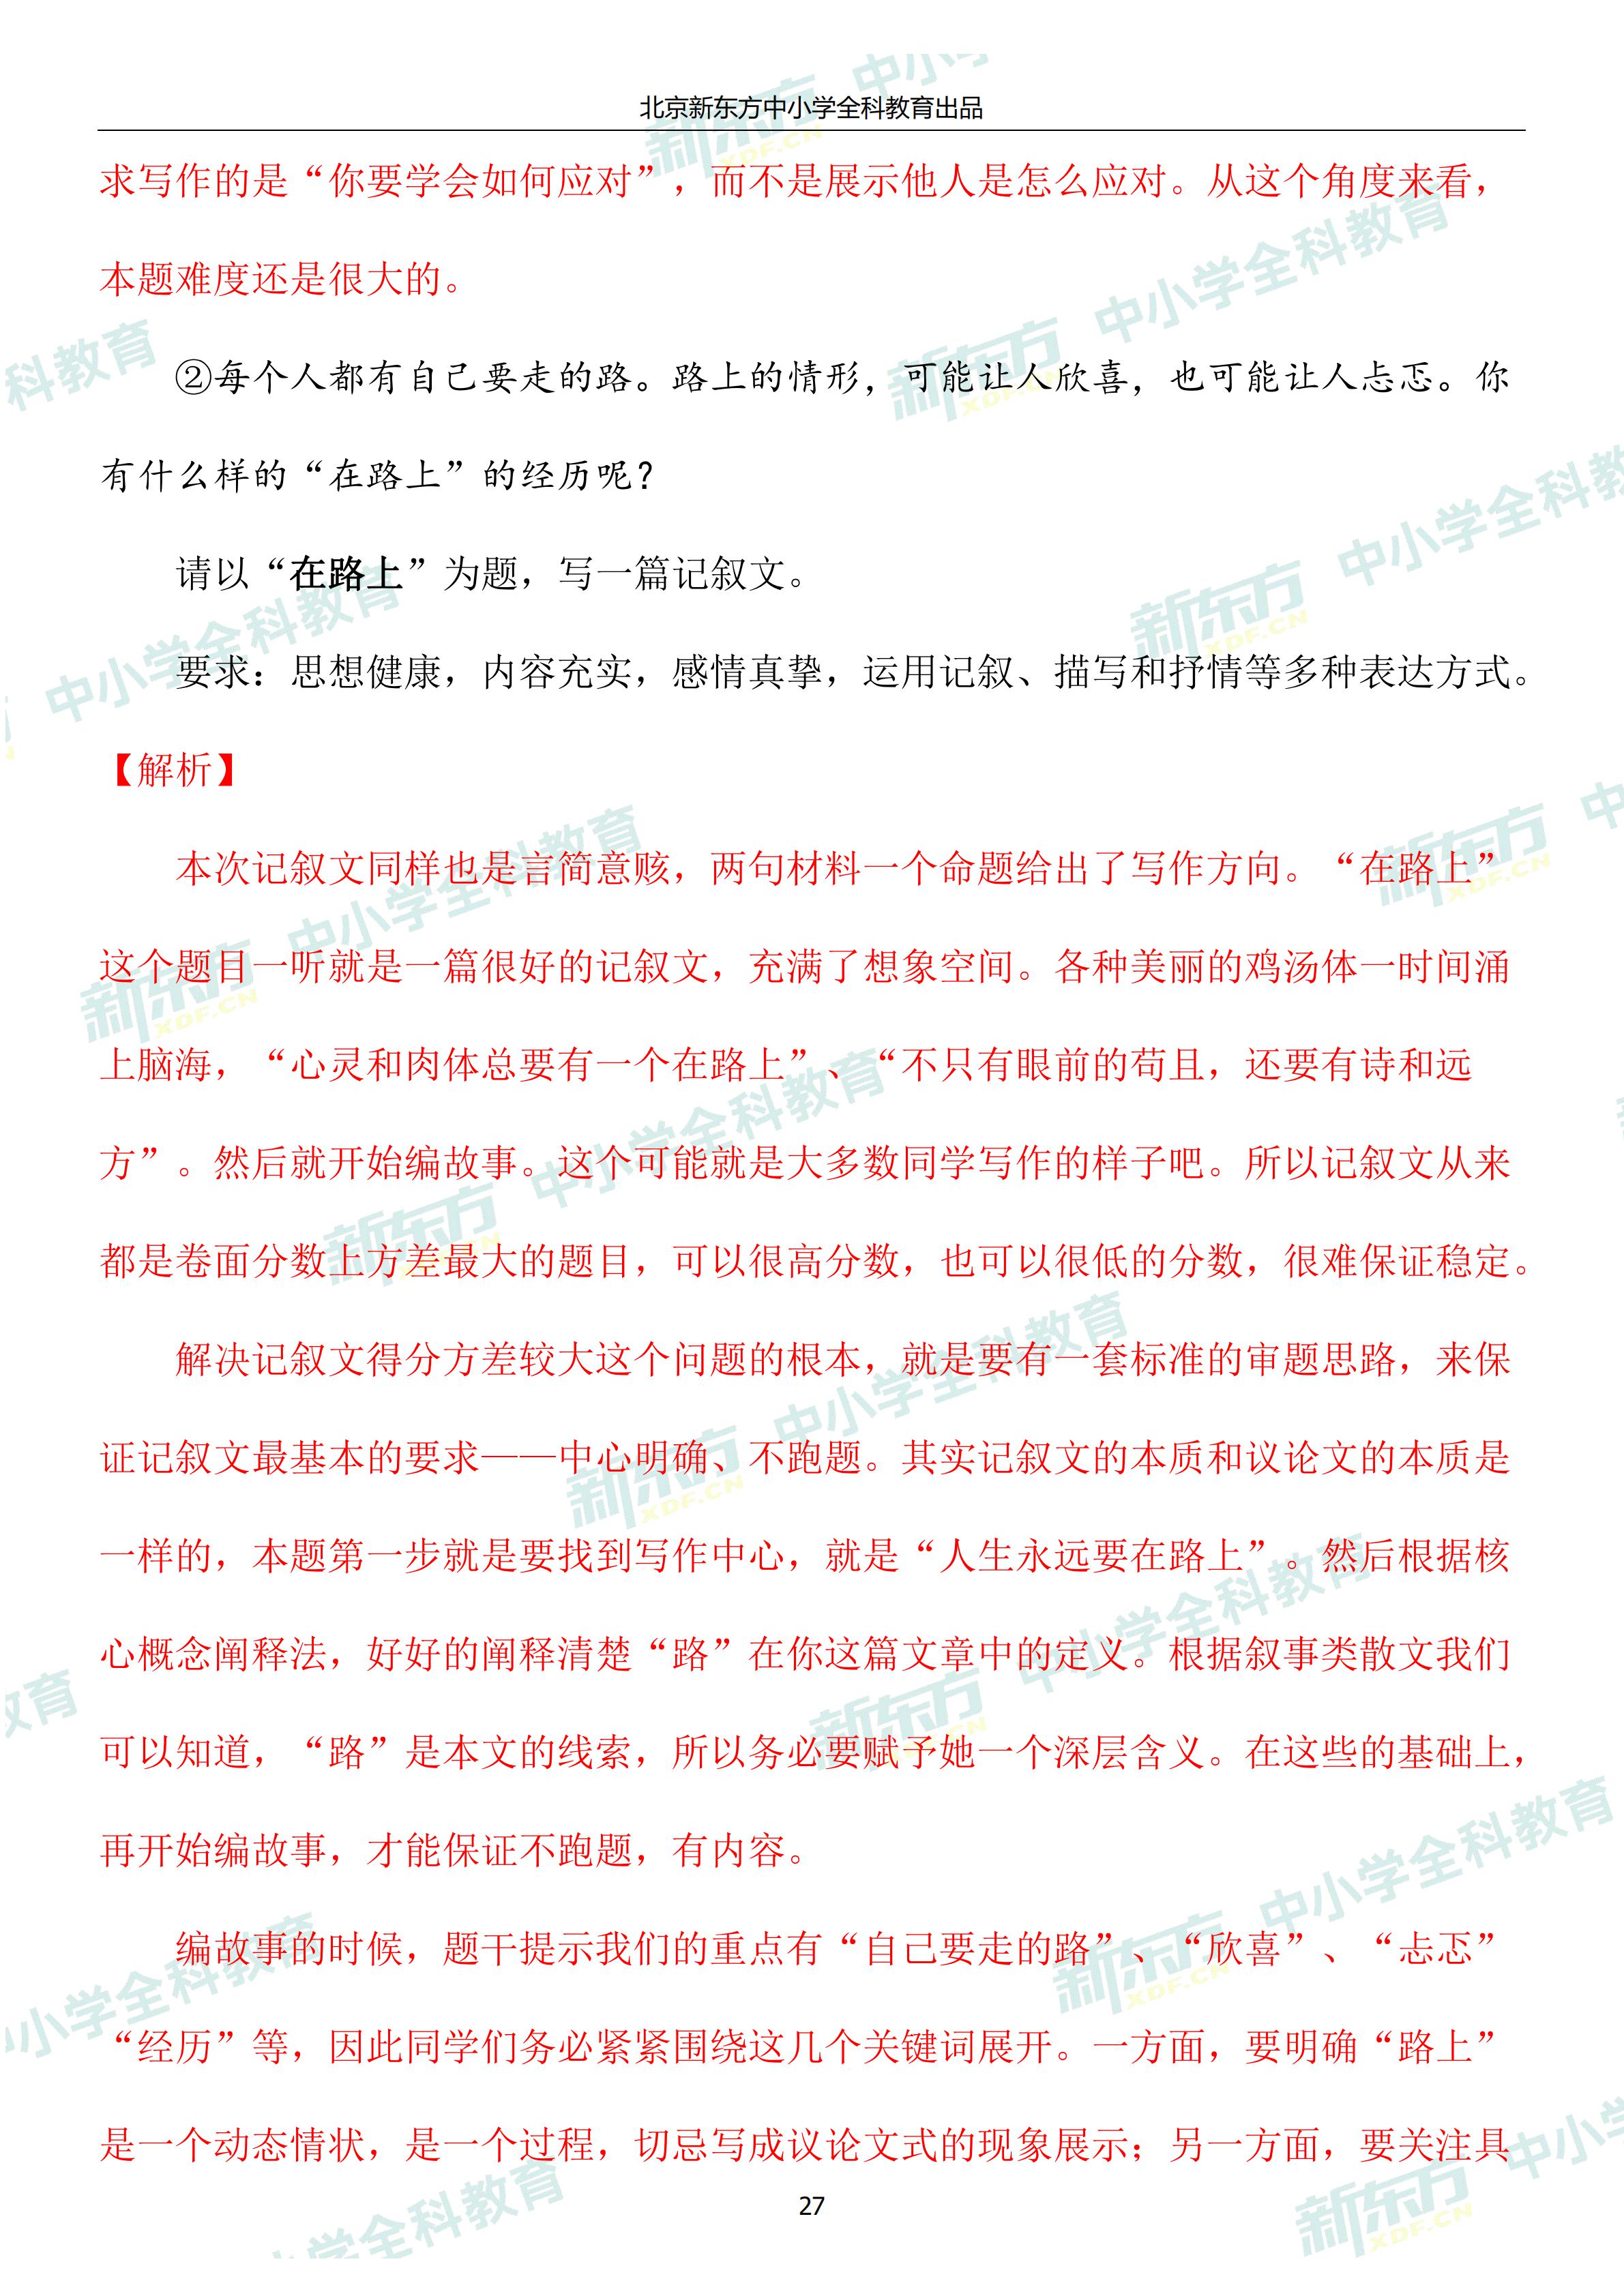 北京新东方中小学全科教育出品
求写作的是“你要学会如何应对”，而不是展示他人是怎么应对。从这个角度来看，
本题难度还是很大的。
②每个人都有自己要走的路。路上的情形，可能让人欣喜，也可能让人忐忑。你
有什么样的“在路上”的经历呢？
请以“在路上”为题，写一篇记叙文。
要求：思想健康，内容充实，感情真挚，运用记叙、描写和抒情等多种表达方式。
【解析】
本次记叙文同样也是言简意赅，两句材料一个命题给出了写作方向。“在路上”
这个题目一听就是一篇很好的记叙文，充满了想象空间。各种美丽的鸡汤体一时间涌
上脑海，“心灵和肉体总要有一个在路上”、“不只有眼前的苟且，还要有诗和远
方”。然后就开始编故事。这个可能就是大多数同学写作的样子吧。所以记叙文从来
都是卷面分数上方差最大的题目，可以很高分数，也可以很低的分数，很难保证稳定。
解决记叙文得分方差较大这个问题的根本，就是要有一套标准的审题思路，来保
证记叙文最基本的要求——中心明确、不跑题。其实记叙文的本质和议论文的本质是
一样的，本题第一步就是要找到写作中心，就是“人生永远要在路上”。然后根据核
心概念阐释法，好好的阐释清楚“路”在你这篇文章中的定义。根据叙事类散文我们
可以知道，“路”是本文的线索，所以务必要赋予她一个深层含义。在这些的基础上，
再开始编故事，才能保证不跑题，有内容。
编故事的时候，题干提示我们的重点有“自己要走的路”、“欣喜”、“忐忑”
“经历”等，因此同学们务必紧紧围绕这几个关键词展开。一方面，要明确“路上”
是一个动态情状，是一个过程，切忌写成议论文式的现象展示；另一方面，要关注具
27